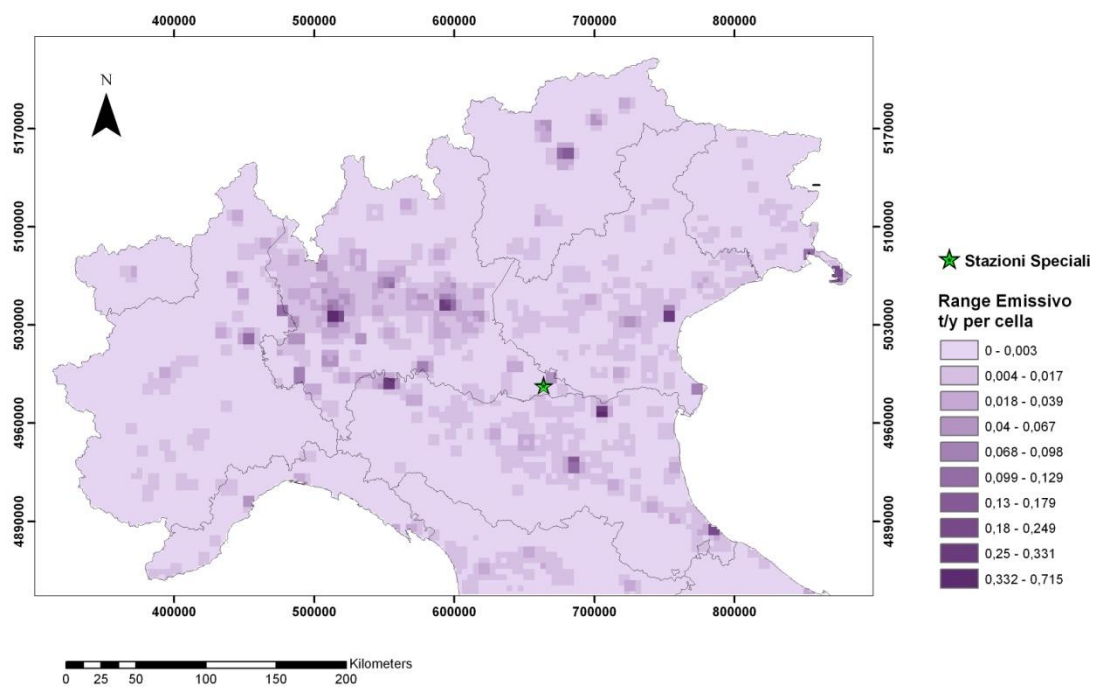 400000 500000 600000 700000 800000
N
5170000 5170000
5100000 5100000
5030000 5030000
4960000 4960000
4890000 4890000
400000 500000 600000 700000 800000
Stazioni Speciali
Range Emissivo
t/y per cella
0 - 0,003
0,004 - 0,017
0,018 - 0,039
0,04 - 0,067
0,068 - 0,098
0,099 - 0,129
0,13 - 0,179
0,18 - 0,249
0,25 - 0,331
0,332 - 0,715
Kilometers
0 25 50 100 150 200